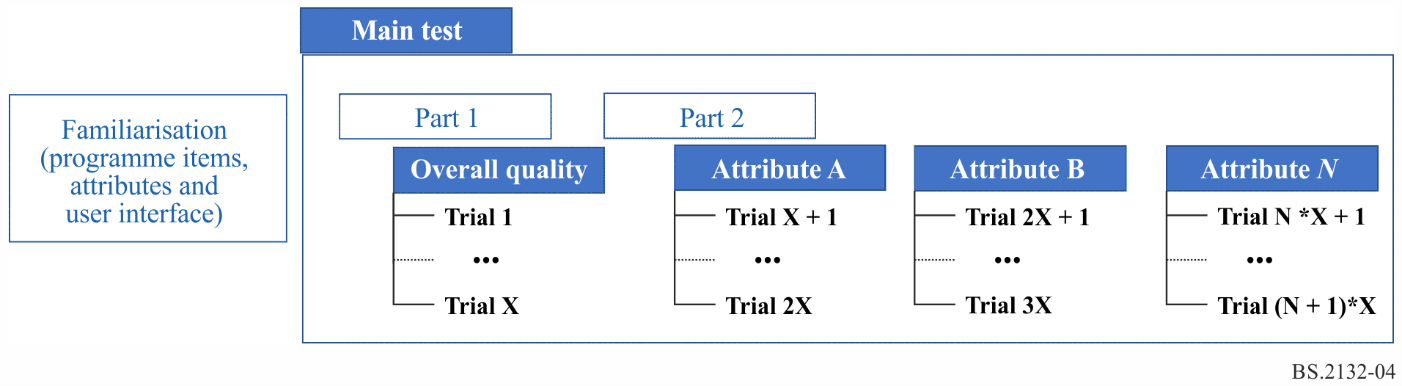 Main test
Familiarisation
(programme items,
attributes and
user interface)
Part 1
Part 2
Overall quality
Attribute A
Attribute B
Attribute N
Trial 1
Trial X + 1
Trial 2X + 1
Trial N *X + 1
•••
•••
•••
•••
Trial X
Trial 2X
Trial 3X
Trial (N + 1)*X
BS.2132-04